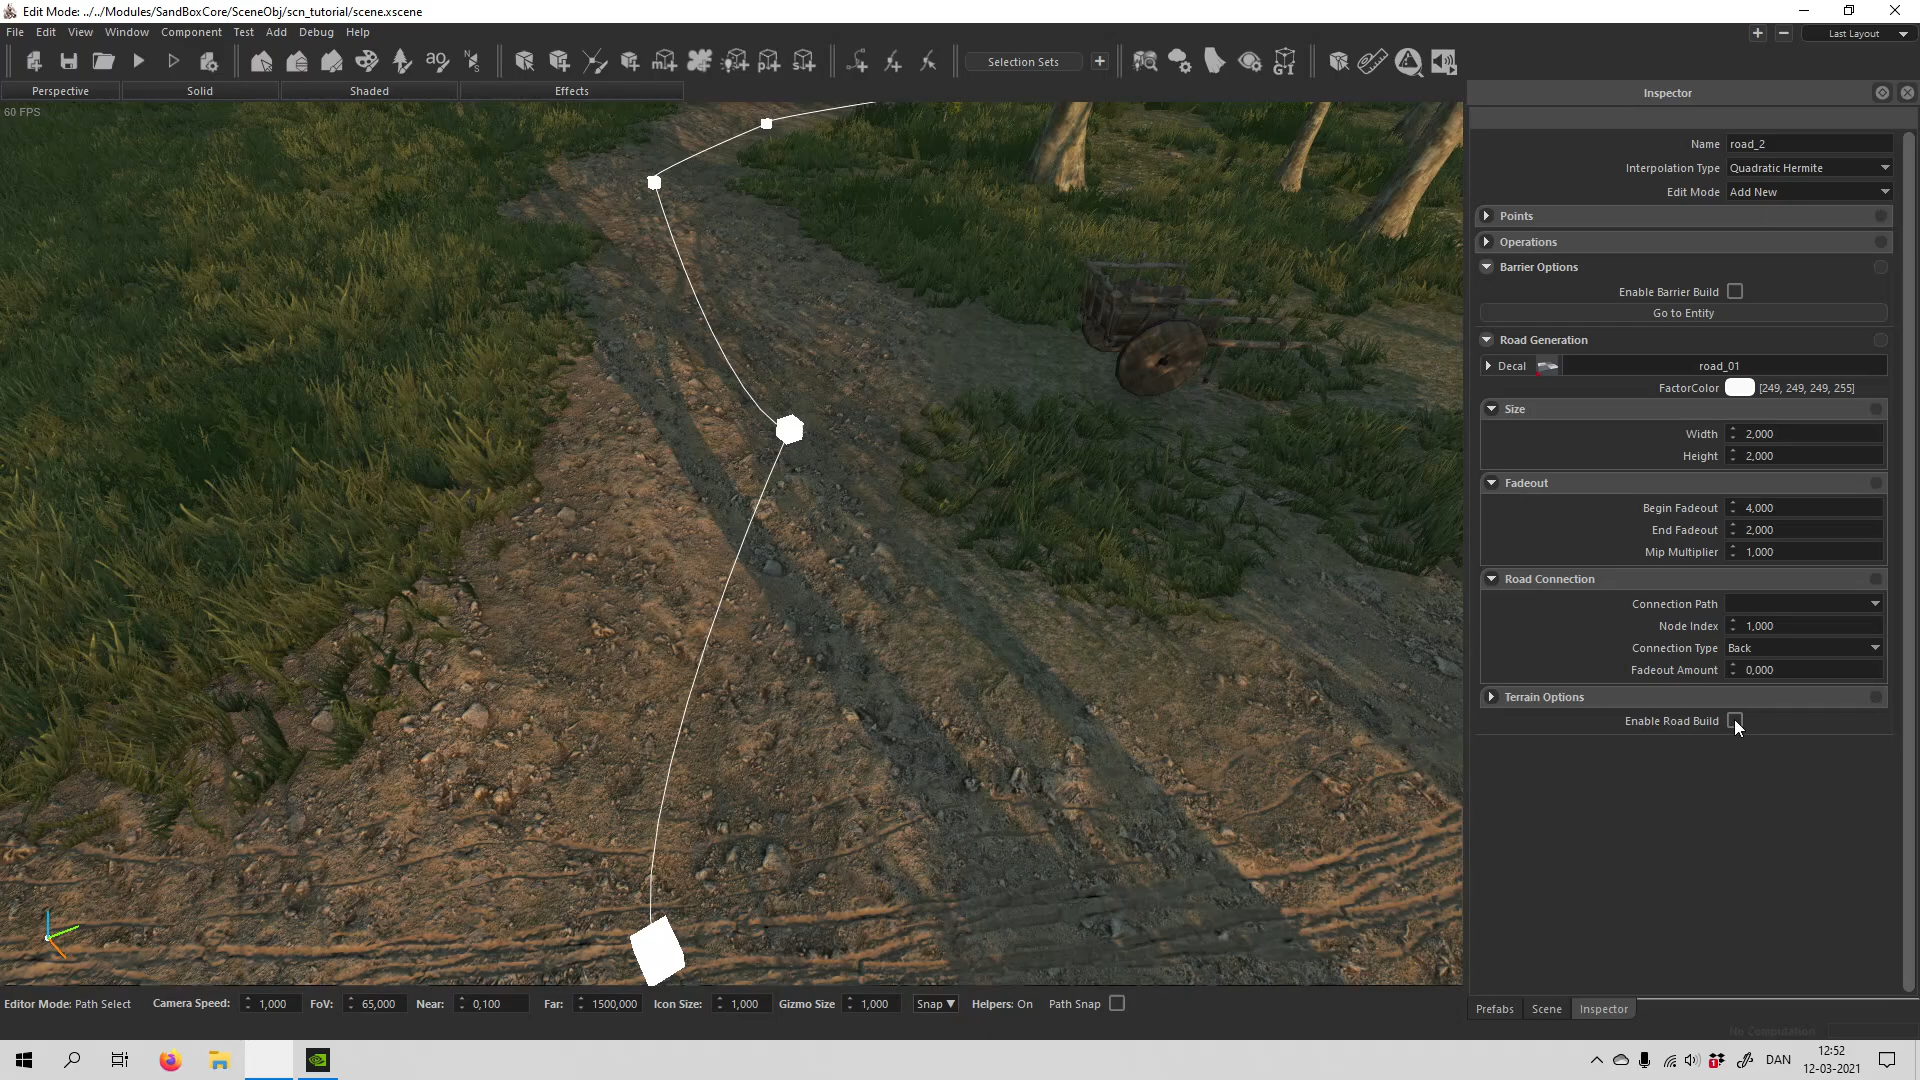 Edit Mode: ../../Modules/SandBoxCore/SceneObj/scn_tutorial/scene.xscene
File Edit View Window Component Test Add Debug Help
Last Layout
Selection Sets
Perspective Solid Shaded Effects
60 FPS
Inspector
Name road_2
Interpolation Type Quadratic Hermite
Edit Mode Add New
Points
Operations
Barrier Options
Enable Barrier Build
Go to Entity
Road Generation
Decal road_01
FactorColor [249, 249, 249, 255]
Size
Width 2,000
Height 2,000
Fadeout
Begin Fadeout 4,000
End Fadeout 2,000
Mip Multiplier 1,000
Road Connection
Connection Path
Node Index 1,000
Connection Type Back
Fadeout Amount 0,000
Terrain Options
Enable Road Build
Editor Mode: Path Select Camera Speed: 1,000 FoV: 65,000 Near: 0,100 Far: 1500,000 Icon Size: 1,000 Gizmo Size 1,000 Snap Helpers: On Path Snap
Prefabs Scene Inspector
No Computation
DAN
12:52
12-03-2021